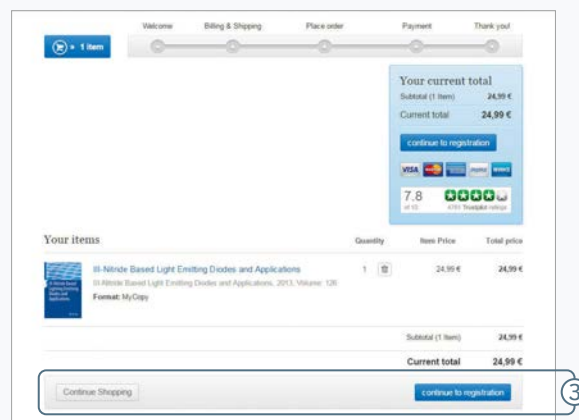 Welcome Billing & Shipping Place order Payment Thank you!
1 item
Your current total
Subtotal (1 Item) 24,99 €
Current total 24,99 €
continue to registration
VISA
7.8
Your items Quantity Item Price Total price
III-Nitride Based Light Emitting Diodes and Applications 1 24,99 € 24,99 €
III-Nitride Based Light Emitting Diodes and Applications, 2013, Volume: 126
Format: MyCopy
Subtotal (1 Item) 24,99 €
Current total 24,99 €
Continue Shopping continue to registration
3